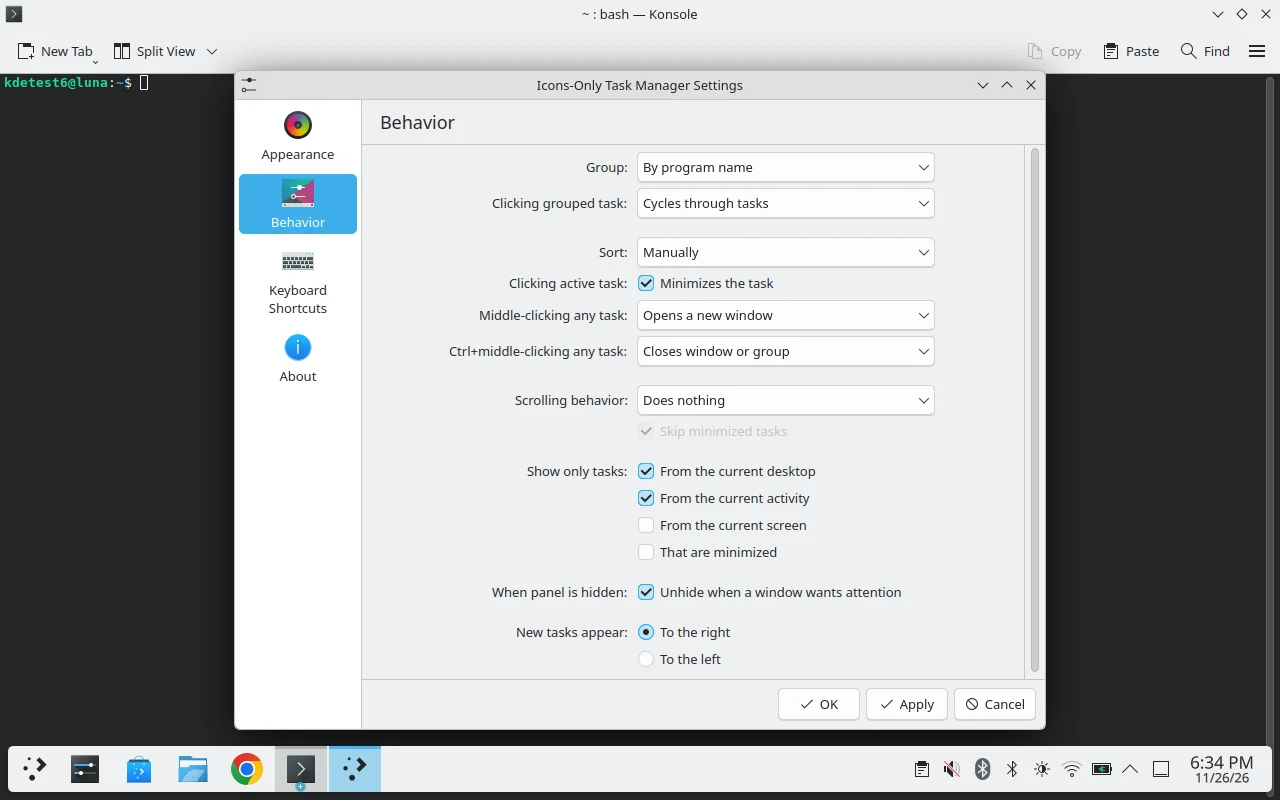 ~ : bash — Konsole
New Tab
Split View
Copy
Paste
Find
kdetest6@luna:~$
Icons-Only Task Manager Settings
Appearance
Behavior
Keyboard
Shortcuts
About
Behavior
Group: By program name
Clicking grouped task: Cycles through tasks
Sort: Manually
Clicking active task: Minimizes the task
Middle-clicking any task: Opens a new window
Ctrl+middle-clicking any task: Closes window or group
Scrolling behavior: Does nothing
Skip minimized tasks
Show only tasks: From the current desktop
From the current activity
From the current screen
That are minimized
When panel is hidden: Unhide when a window wants attention
New tasks appear: To the right
To the left
OK
Apply
Cancel
6:34 PM
11/26/26